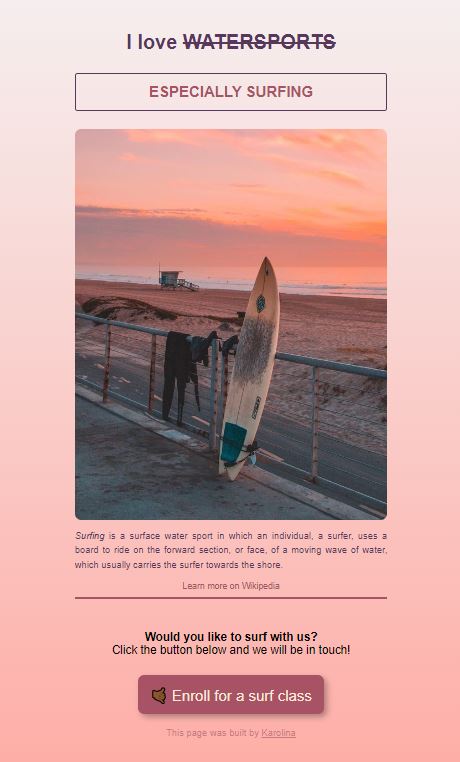 I love WATERSPORTS
ESPECIALLY SURFING
Surfing is a surface water sport in which an individual, a surfer, uses a
board to ride on the forward section, or face, of a moving wave of water,
which usually carries the surfer towards the shore.
Learn more on Wikipedia
Would you like to surf with us?
Click the button below and we will be in touch!
🤙🏾 Enroll for a surf class
This page was built by Karolina